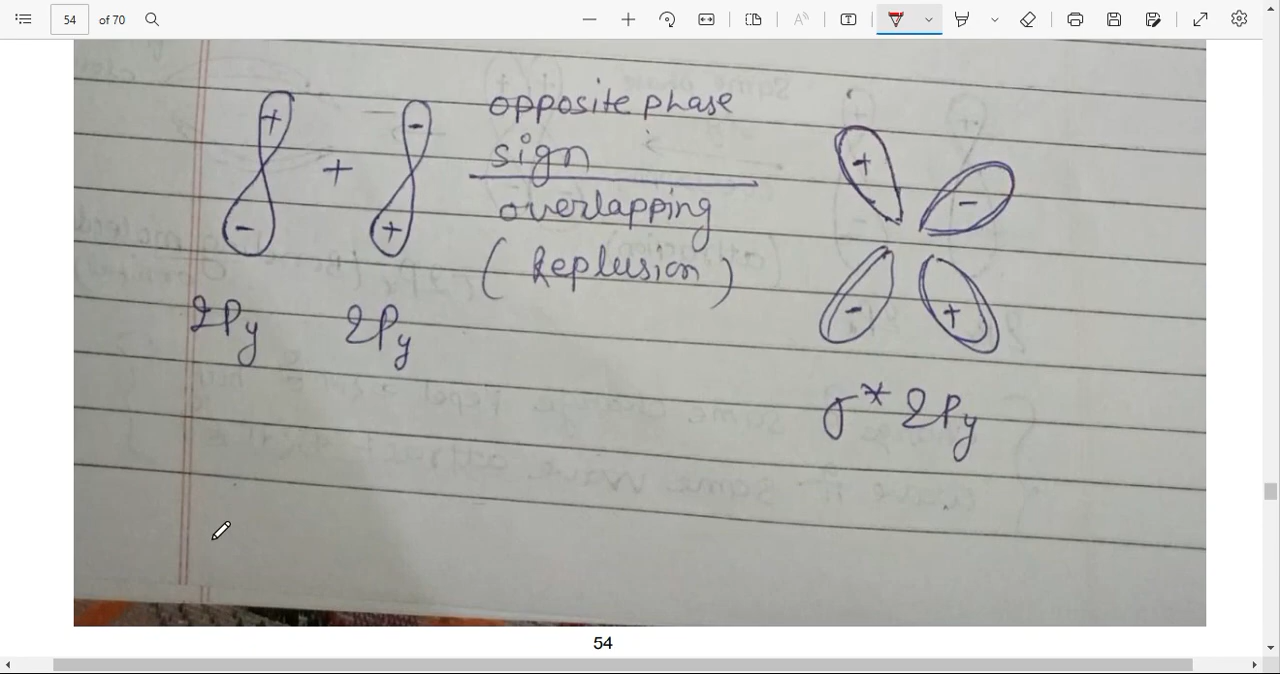 54 of 70
+ - opposite phase
+ sign
- + overlapping
( Replusion )
2Py 2Py
+ -
- +
σ* 2Py
54